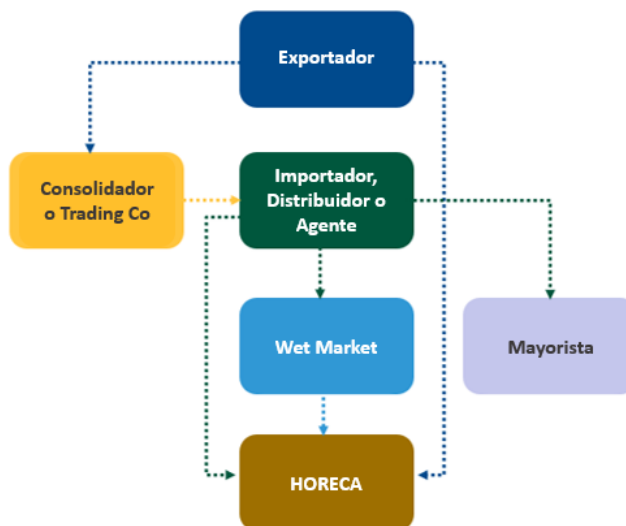 Exportador
Consolidador
o Trading Co
Importador,
Distribuidor o
Agente
Wet Market
Mayorista
HORECA